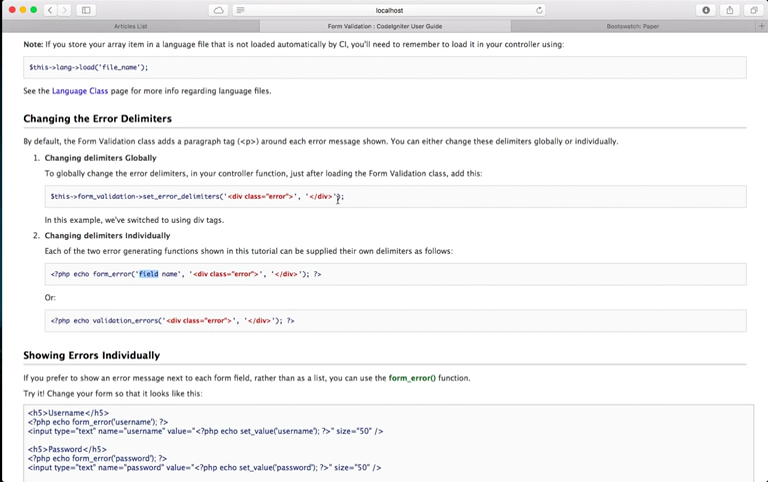 localhost
Articles List
Form Validation : CodeIgniter User Guide
Bootswatch: Paper
Note: If you store your array item in a language file that is not loaded automatically by CI, you'll need to remember to load it in your controller using:
$this->lang->load('file_name');
See the Language Class page for more info regarding language files.
Changing the Error Delimiters
By default, the Form Validation class adds a paragraph tag (<p>) around each error message shown. You can either change these delimiters globally or individually.
1. Changing delimiters Globally
To globally change the error delimiters, in your controller function, just after loading the Form Validation class, add this:
$this->form_validation->set_error_delimiters('<div class="error">', '</div>');
In this example, we've switched to using div tags.
2. Changing delimiters Individually
Each of the two error generating functions shown in this tutorial can be supplied their own delimiters as follows:
<?php echo form_error('field name', '<div class="error">', '</div>'); ?>
Or:
<?php echo validation_errors('<div class="error">', '</div>'); ?>
Showing Errors Individually
If you prefer to show an error message next to each form field, rather than as a list, you can use the form_error() function.
Try it! Change your form so that it looks like this:
<h5>Username</h5>
<?php echo form_error('username'); ?>
<input type="text" name="username" value="<?php echo set_value('username'); ?>" size="50" />
<h5>Password</h5>
<?php echo form_error('password'); ?>
<input type="text" name="password" value="<?php echo set_value('password'); ?>" size="50" />